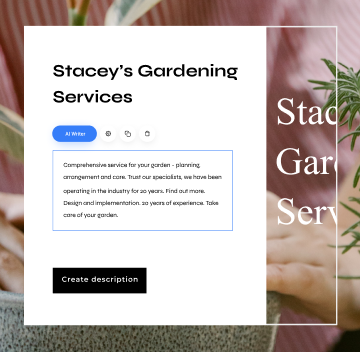 Stacey's Gardening
Services
AI Writer
Comprehensive service for your garden - planning,
arrangement and care. Trust our specialists, we have been
operating in the industry for 20 years. Find out more.
Design and implementation. 20 years of experience. Take
care of your garden.
Create description
Stac
Gard
Serv